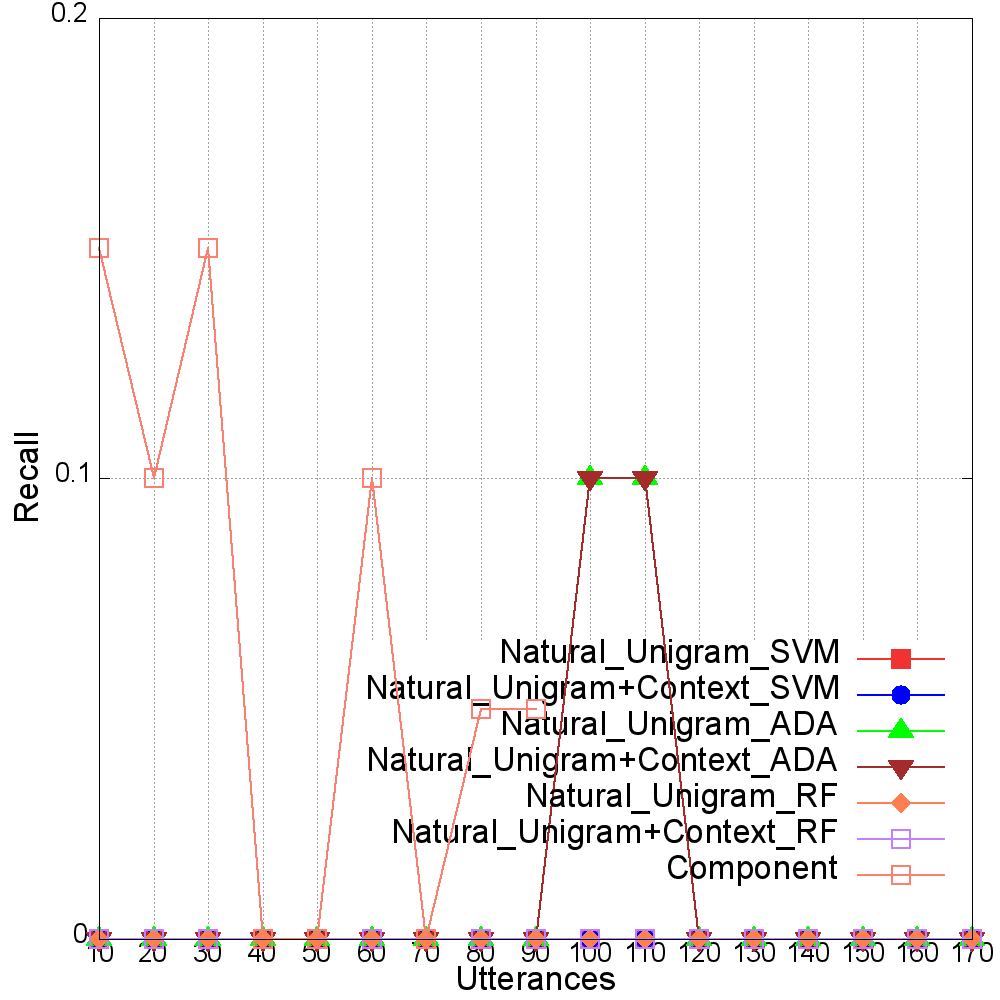 0.2
0.1
0
Recall
Natural_Unigram_SVM
Natural_Unigram+Context_SVM
Natural_Unigram_ADA
Natural_Unigram+Context_ADA
Natural_Unigram_RF
Natural_Unigram+Context_RF
Component
10 20 30 40 50 60 70 80 90 100 110 120 130 140 150 160 170
Utterances